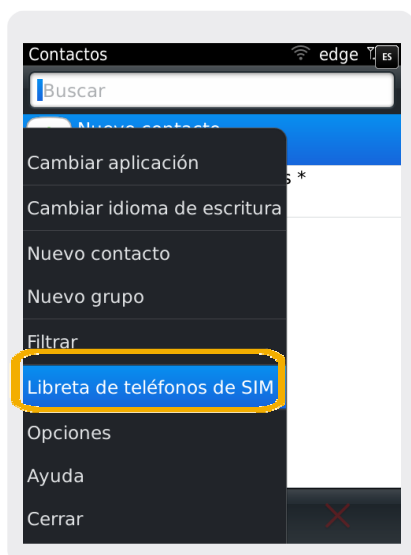 Contactos edge ES
Buscar
Nuevo contacto
s *
Cambiar aplicación
Cambiar idioma de escritura
Nuevo contacto
Nuevo grupo
Filtrar
Libreta de teléfonos de SIM
Opciones
Ayuda
Cerrar